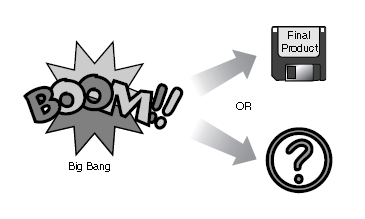 BOOM!!
Big Bang
Final
Product
OR
?